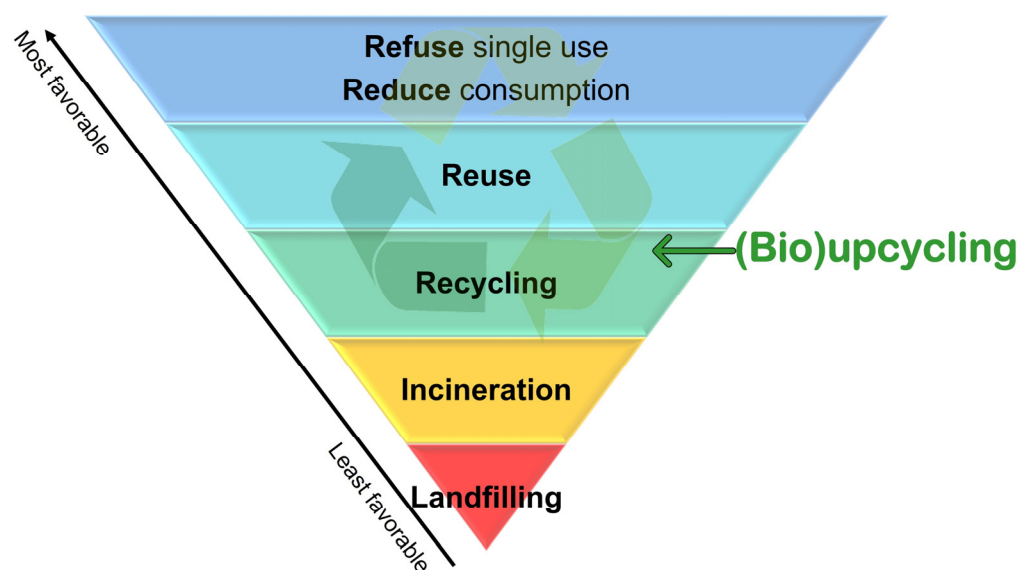 Most favorable
Refuse single use
Reduce consumption
Reuse
(Bio)upcycling
Recycling
Incineration
Least favorable
Landfilling